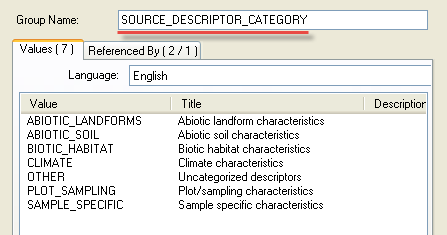 Group Name: SOURCE_DESCRIPTOR_CATEGORY
Values ( 7 ) Referenced By ( 2 / 1 )
Language: English
Value Title Description
ABIOTIC_LANDFORMS Abiotic landform characteristics
ABIOTIC_SOIL Abiotic soil characteristics
BIOTIC_HABITAT Biotic habitat characteristics
CLIMATE Climate characteristics
OTHER Uncategorized descriptors
PLOT_SAMPLING Plot/sampling characteristics
SAMPLE_SPECIFIC Sample specific characteristics